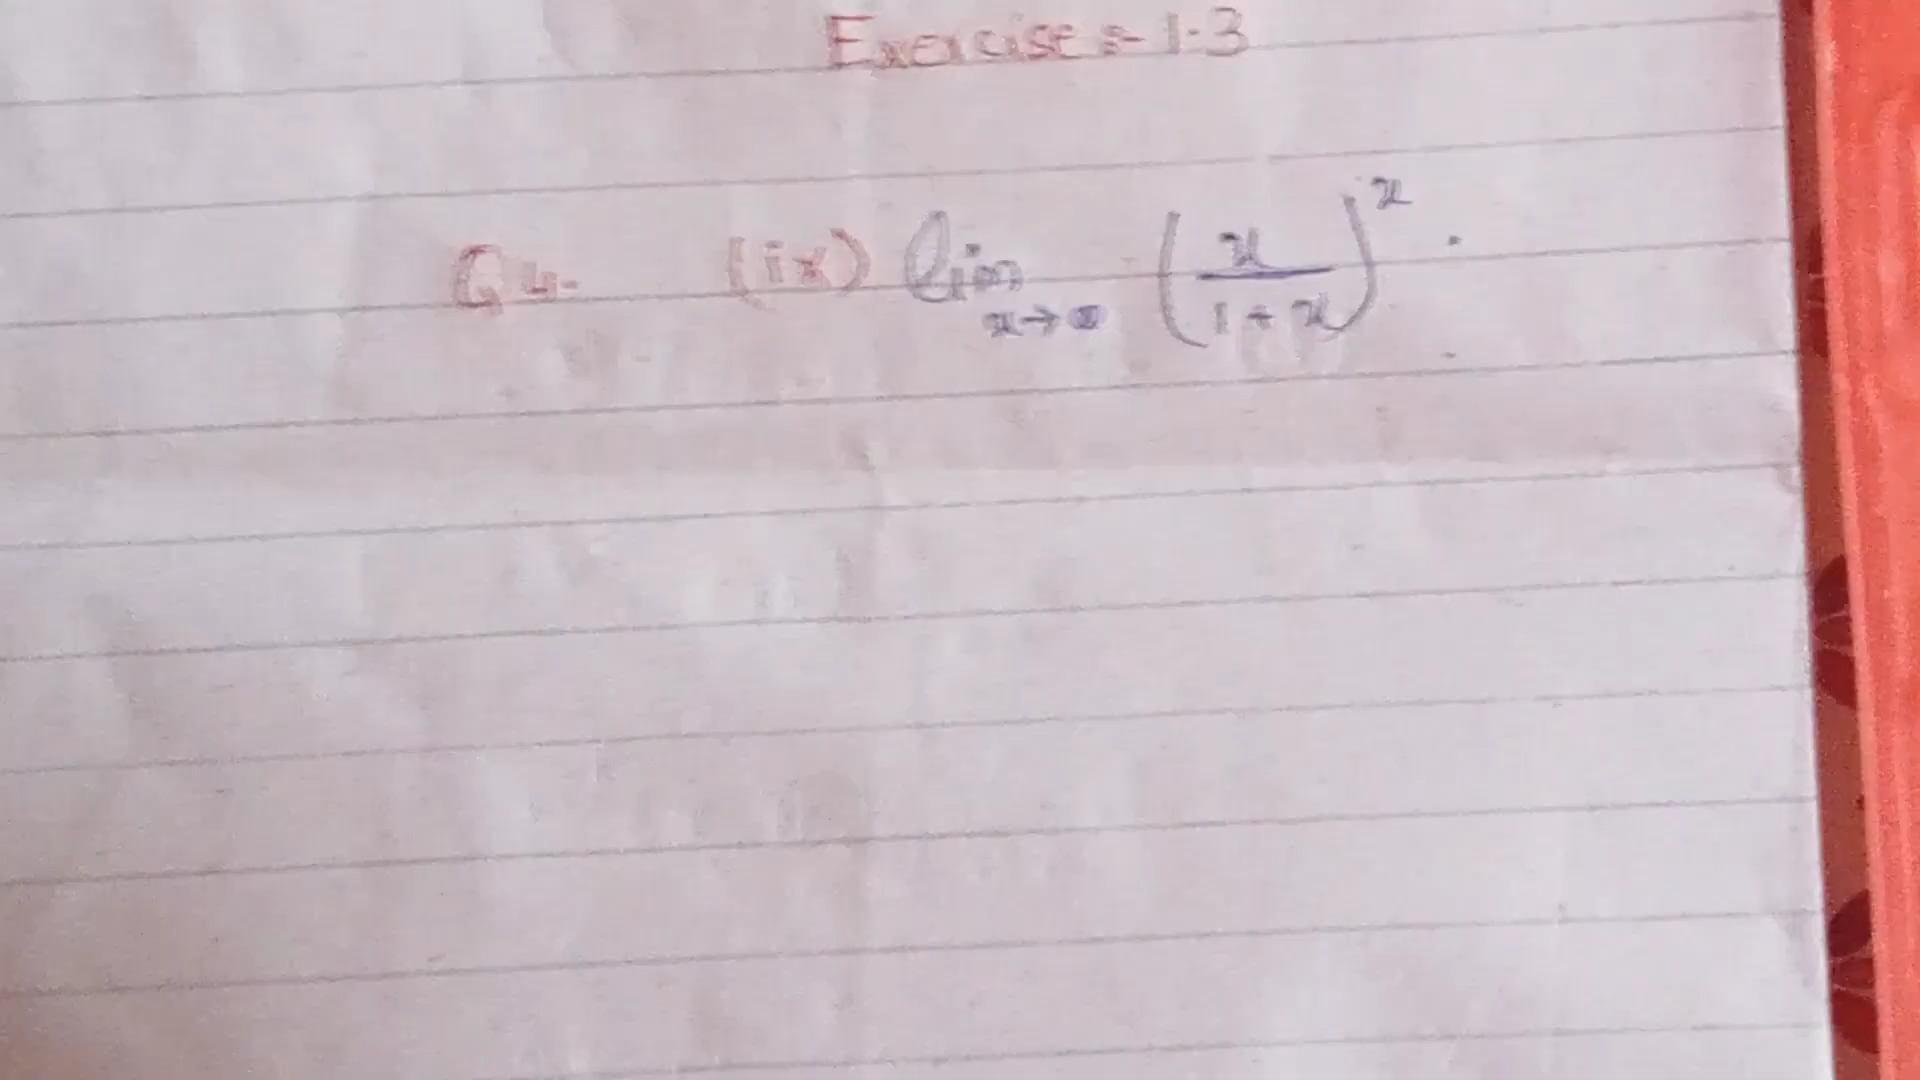 Exercise :- 1.3
Q4. (ix) lim x→∞ (x/1+x)^x.